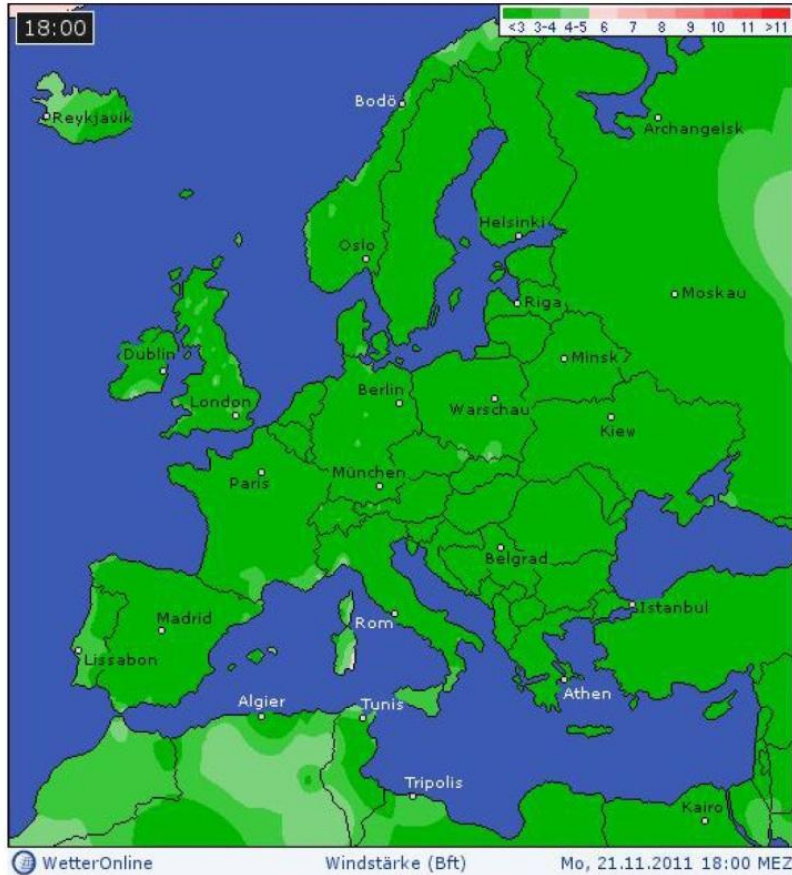 18:00
<3 3-4 4-5 6 7 8 9 10 11 >11
Bodö
Reykjavik
Archangelsk
Helsinki
Oslo
Moskau
Riga
Dublin
Minsk
Berlin
London
Warschau
Kiew
Paris
München
Belgrad
Madrid
Rom
Istanbul
Lissabon
Algier
Tunis
Athen
Tripolis
Kairo
WetterOnline Windstärke (Bft) Mo, 21.11.2011 18:00 MEZ